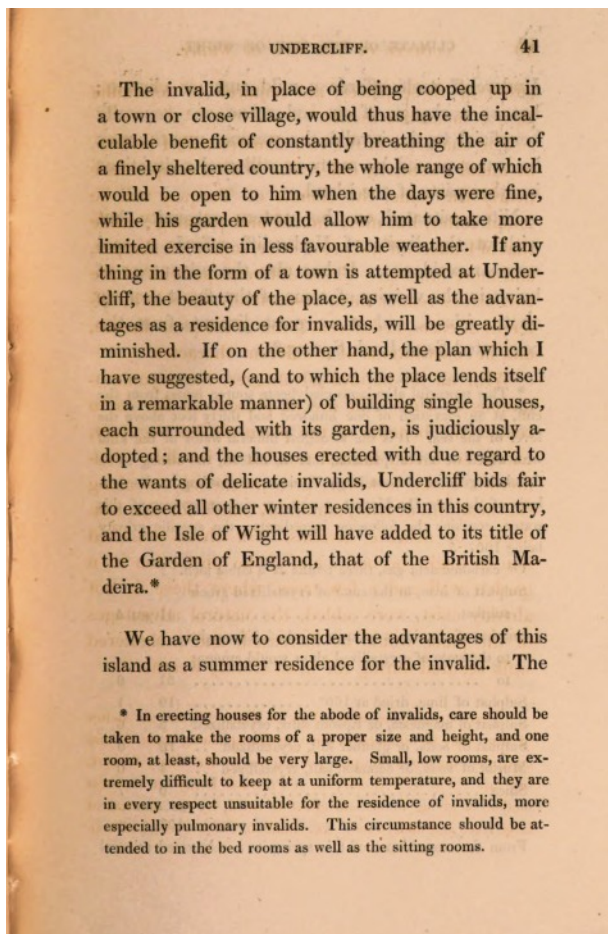 UNDERCLIFF. 41
The invalid, in place of being cooped up in
a town or close village, would thus have the incal-
culable benefit of constantly breathing the air of
a finely sheltered country, the whole range of which
would be open to him when the days were fine,
while his garden would allow him to take more
limited exercise in less favourable weather. If any
thing in the form of a town is attempted at Under-
cliff, the beauty of the place, as well as the advan-
tages as a residence for invalids, will be greatly di-
minished. If on the other hand, the plan which I
have suggested, (and to which the place lends itself
in a remarkable manner) of building single houses,
each surrounded with its garden, is judiciously a-
dopted; and the houses erected with due regard to
the wants of delicate invalids, Undercliff bids fair
to exceed all other winter residences in this country,
and the Isle of Wight will have added to its title of
the Garden of England, that of the British Ma-
deira.*
We have now to consider the advantages of this
island as a summer residence for the invalid. The
* In erecting houses for the abode of invalids, care should be
taken to make the rooms of a proper size and height, and one
room, at least, should be very large. Small, low rooms, are ex-
tremely difficult to keep at a uniform temperature, and they are
in every respect unsuitable for the residence of invalids, more
especially pulmonary invalids. This circumstance should be at-
tended to in the bed rooms as well as the sitting rooms.